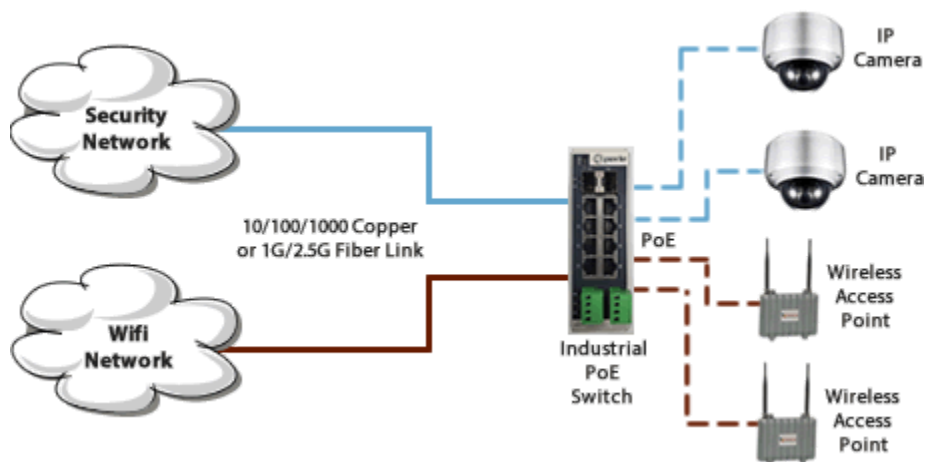 IP
Camera
Security
Network
IP
Camera
10/100/1000 Copper
or 1G/2.5G Fiber Link
PoE
Wireless
Access
Point
Wifi
Network
Industrial
PoE
Switch
Wireless
Access
Point